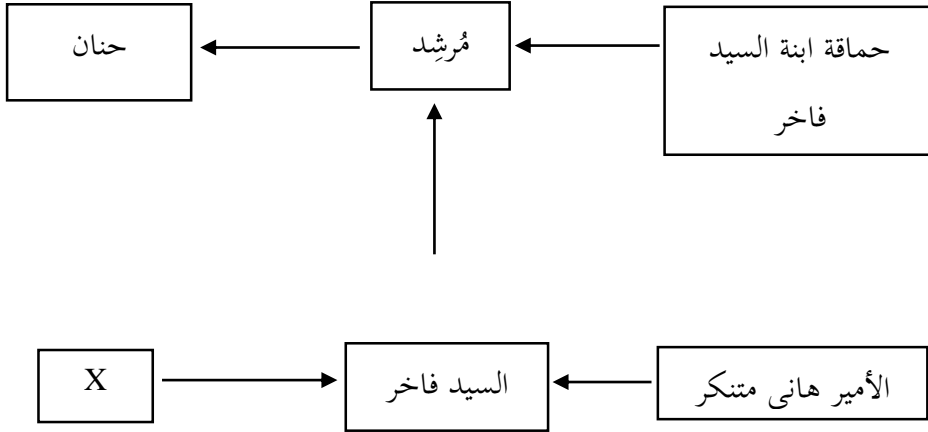 حماقة ابنة السيد
فاخر
مُرشِد
حنان
الأمير هانى متنكر
السيد فاخر
X